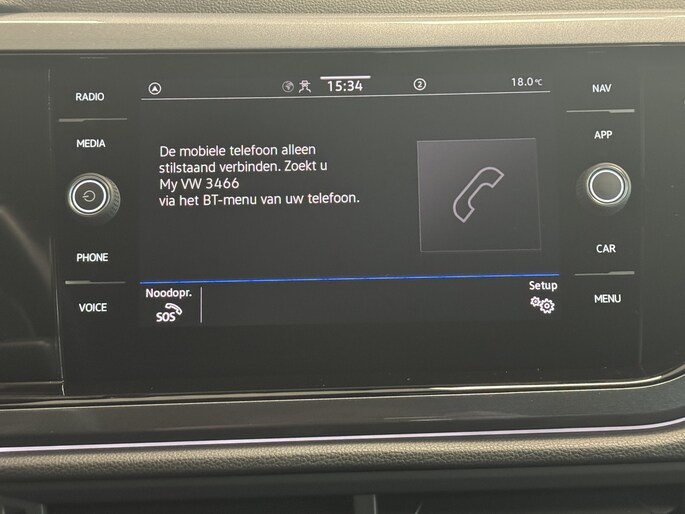 RADIO
MEDIA
PHONE
VOICE
15:34
2
18.0°C
De mobiele telefoon alleen
stilstaand verbinden. Zoekt u
My VW 3466
via het BT-menu van uw telefoon.
Noodopr.
SOS
Setup
NAV
APP
CAR
MENU